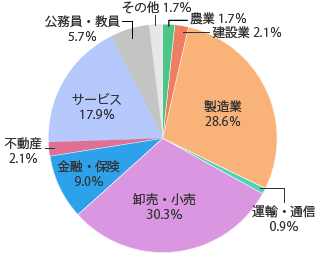 その他 1.7%
農業 1.7%
公務員・教員
5.7%
建設業 2.1%
サービス
17.9%
製造業
28.6%
不動産
2.1%
金融・保険
9.0%
卸売・小売
30.3%
運輸・通信
0.9%